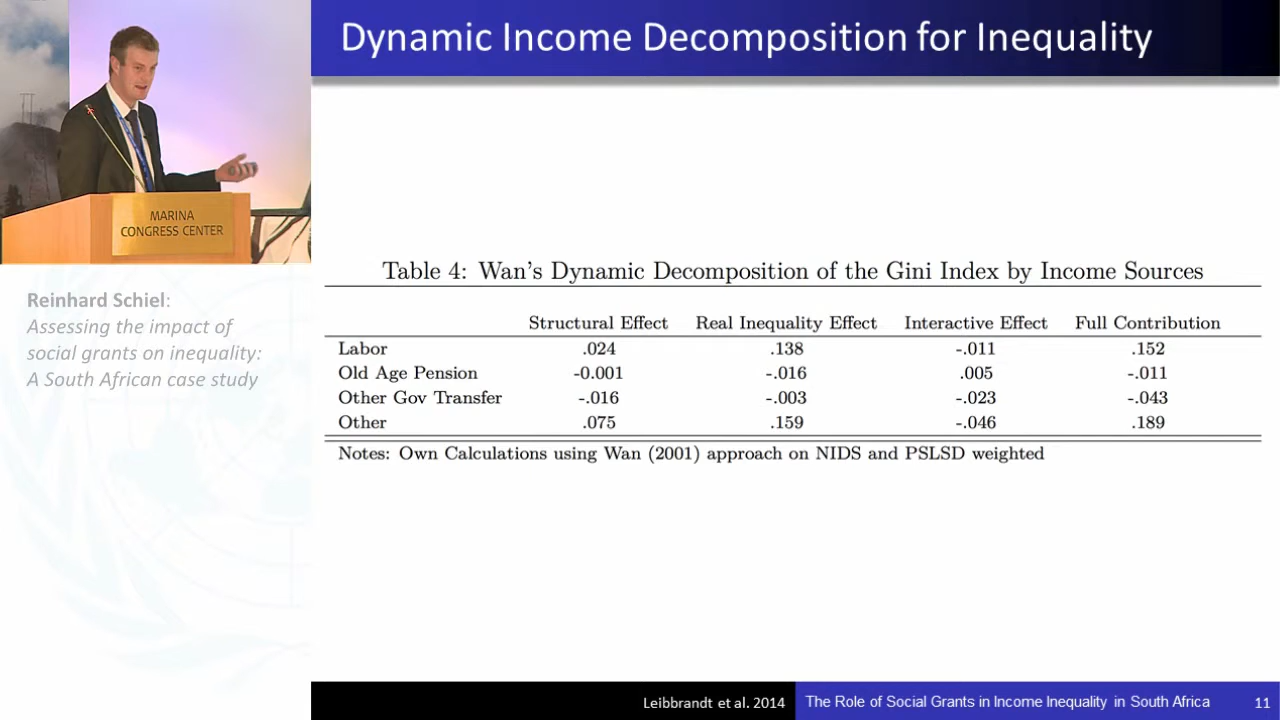 Dynamic Income Decomposition for Inequality
MARINA
CONGRESS CENTER
Reinhard Schiel:
Assessing the impact of
social grants on inequality:
A South African case study
Table 4: Wan's Dynamic Decomposition of the Gini Index by Income Sources
Structural Effect Real Inequality Effect Interactive Effect Full Contribution
Labor .024 .138 -.011 .152
Old Age Pension -0.001 -.016 .005 -.011
Other Gov Transfer -.016 -.003 -.023 -.043
Other .075 .159 -.046 .189
Notes: Own Calculations using Wan (2001) approach on NIDS and PSLSD weighted
Leibbrandt et al. 2014 The Role of Social Grants in Income Inequality in South Africa 11